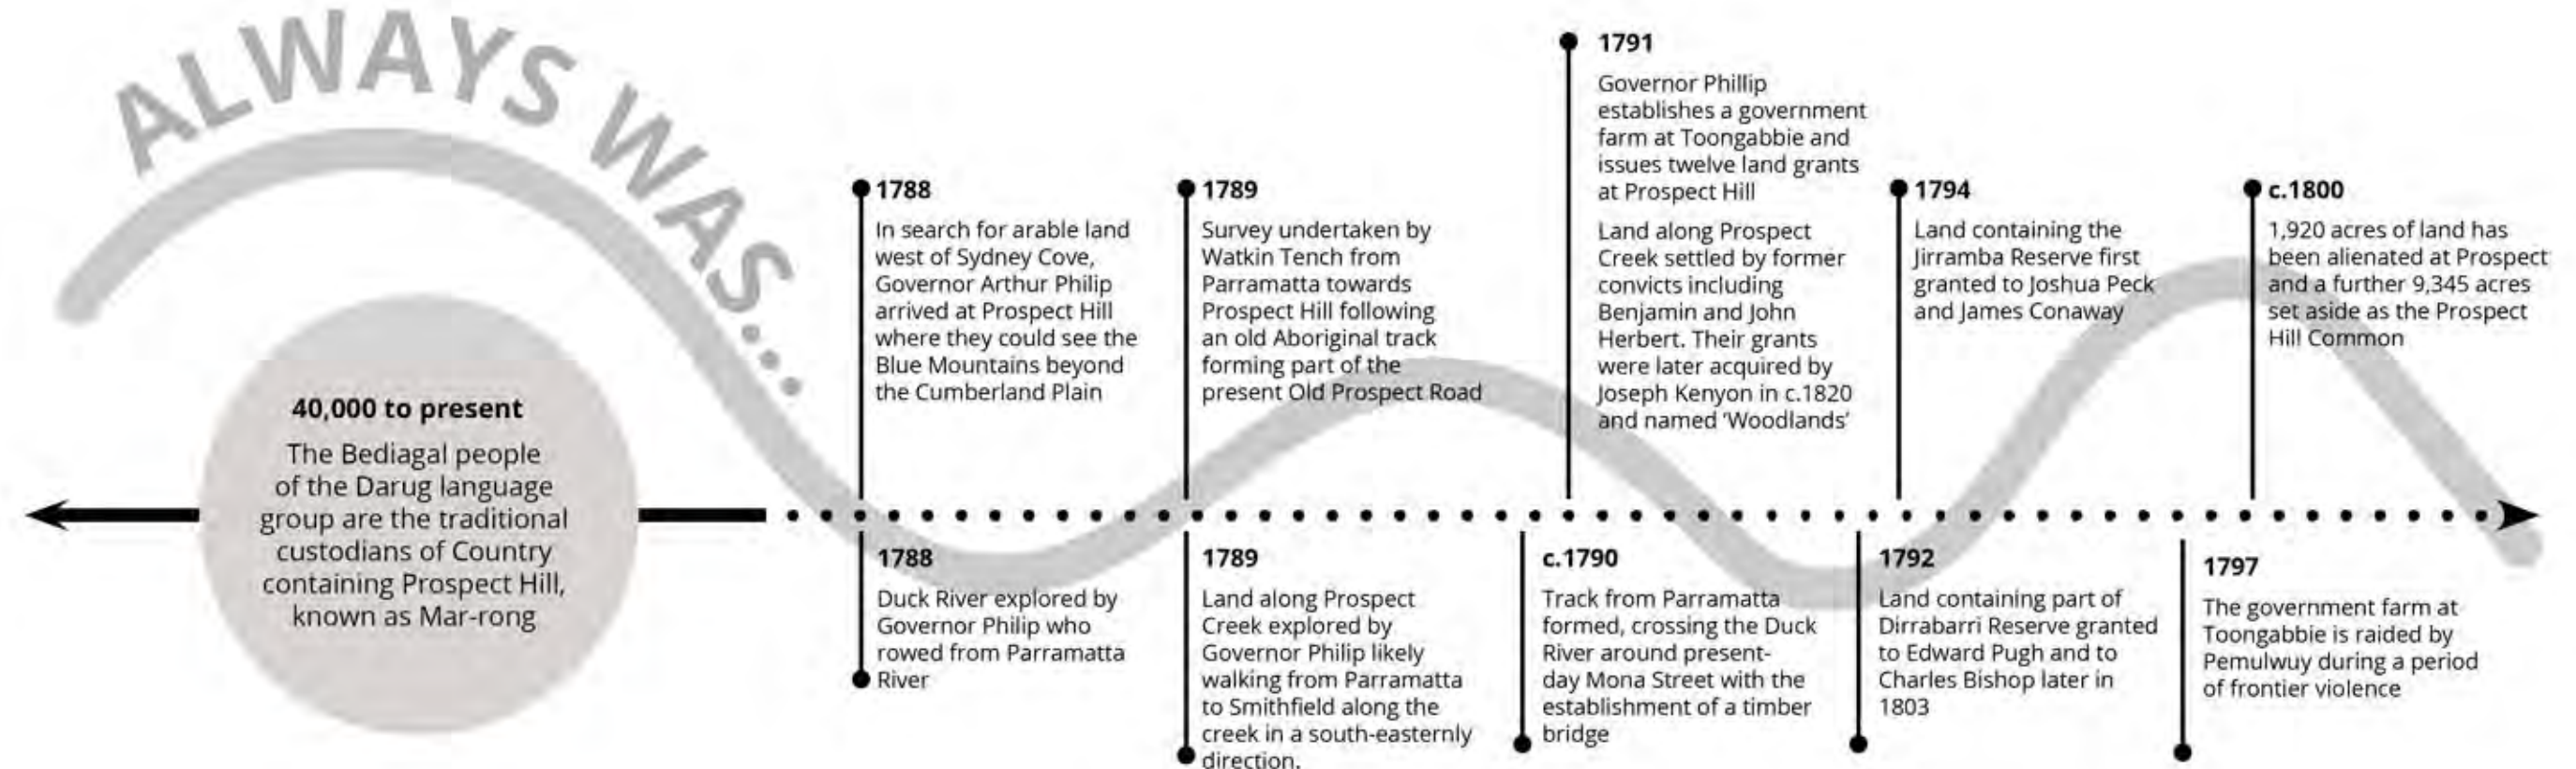 ALWAYS WAS...
40,000 to present
The Bediagal people
of the Darug language
group are the traditional
custodians of Country
containing Prospect Hill,
known as Mar-rong
1788
In search for arable land
west of Sydney Cove,
Governor Arthur Philip
arrived at Prospect Hill
where they could see the
Blue Mountains beyond
the Cumberland Plain
1788
Duck River explored by
Governor Philip who
rowed from Parramatta
River
1789
Survey undertaken by
Watkin Tench from
Parramatta towards
Prospect Hill following
an old Aboriginal track
forming part of the
present Old Prospect Road
1789
Land along Prospect
Creek explored by
Governor Philip likely
walking from Parramatta
to Smithfield along the
creek in a south-easternly
direction.
c.1790
Track from Parramatta
formed, crossing the Duck
River around present-
day Mona Street with the
establishment of a timber
bridge
1791
Governor Phillip
establishes a government
farm at Toongabbie and
issues twelve land grants
at Prospect Hill
Land along Prospect
Creek settled by former
convicts including
Benjamin and John
Herbert. Their grants
were later acquired by
Joseph Kenyon in c.1820
and named ‘Woodlands’
1792
Land containing part of
Dirrabarri Reserve granted
to Edward Pugh and to
Charles Bishop later in
1803
1794
Land containing the
Jirramba Reserve first
granted to Joshua Peck
and James Conaway
1797
The government farm at
Toongabbie is raided by
Pemulwuy during a period
of frontier violence
c.1800
1,920 acres of land has
been alienated at Prospect
and a further 9,345 acres
set aside as the Prospect
Hill Common